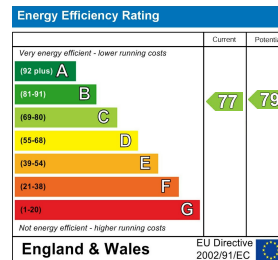 Energy Efficiency Rating
Current Potentia
Very energy efficient - lower running costs
(92 plus) A
(81-91) B
(69-80) C
(55-68) D
(39-54) E
(21-38) F
(1-20) G
77 79
Not energy efficient - higher running costs
England & Wales
EU Directive
2002/91/EC